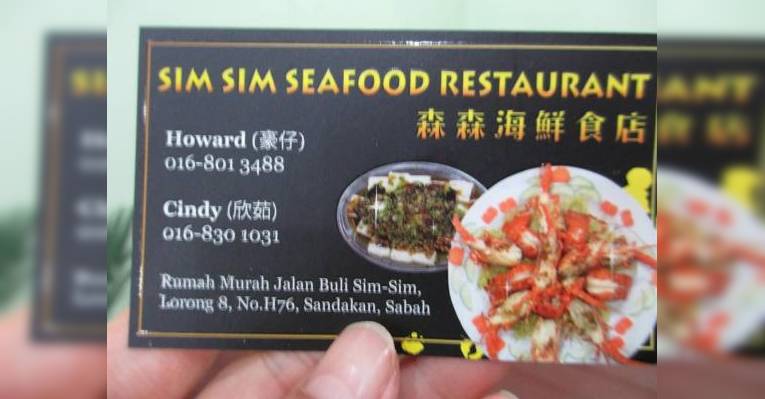 SIM SIM SEAFOOD RESTAURANT
森森海鮮食店
Howard (豪仔)
016-801 3488
Cindy (欣茹)
016-830 1031
Rumah Murah Jalan Buli Sim-Sim,
Lorong 8, No.H76, Sandakan, Sabah